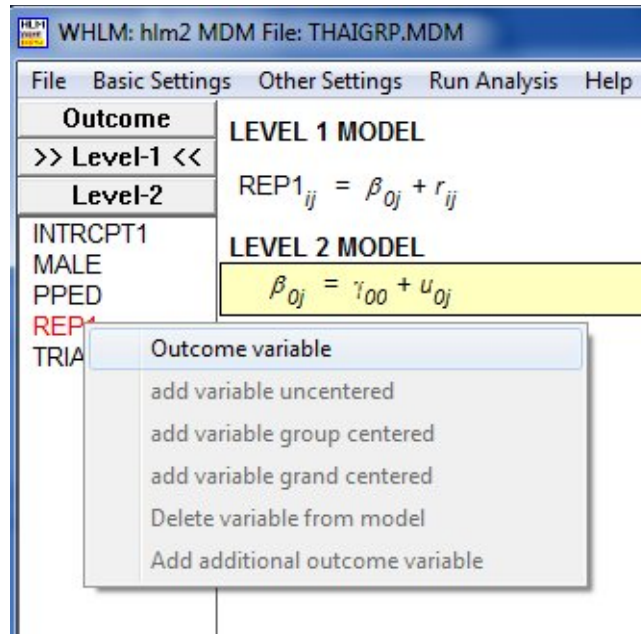 WHLM: hlm2 MDM File: THAIGRP.MDM
File Basic Settings Other Settings Run Analysis Help
Outcome
>> Level-1 <<
Level-2
INTRCPT1
MALE
PPED
REP1
TRIA
LEVEL 1 MODEL
REP1ij = β0j + rij
LEVEL 2 MODEL
β0j = γ00 + u0j
Outcome variable
add variable uncentered
add variable group centered
add variable grand centered
Delete variable from model
Add additional outcome variable